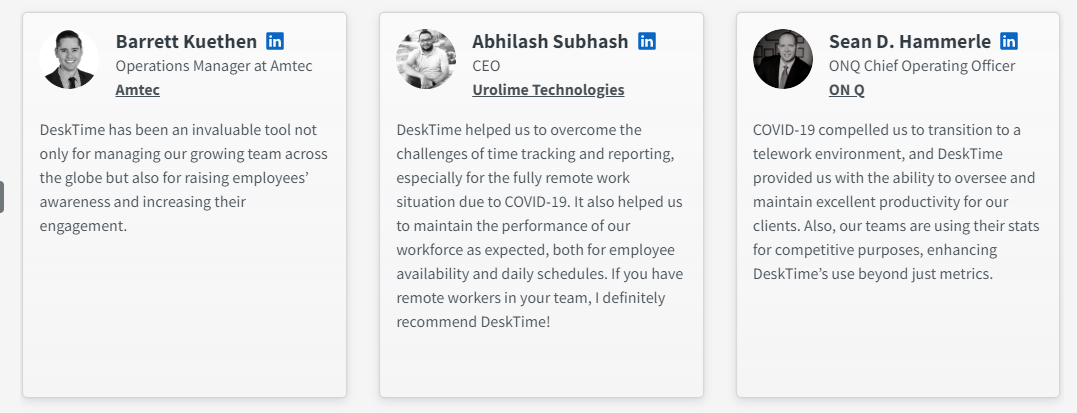 Barrett Kuethen in
Operations Manager at Amtec
Amtec
DeskTime has been an invaluable tool not
only for managing our growing team across
the globe but also for raising employees’
awareness and increasing their
engagement.
Abhilash Subhash in
CEO
Urolime Technologies
DeskTime helped us to overcome the
challenges of time tracking and reporting,
especially for the fully remote work
situation due to COVID-19. It also helped us
to maintain the performance of our
workforce as expected, both for employee
availability and daily schedules. If you have
remote workers in your team, I definitely
recommend DeskTime!
Sean D. Hammerle in
ONQ Chief Operating Officer
ON Q
COVID-19 compelled us to transition to a
telework environment, and DeskTime
provided us with the ability to oversee and
maintain excellent productivity for our
clients. Also, our teams are using their stats
for competitive purposes, enhancing
DeskTime’s use beyond just metrics.